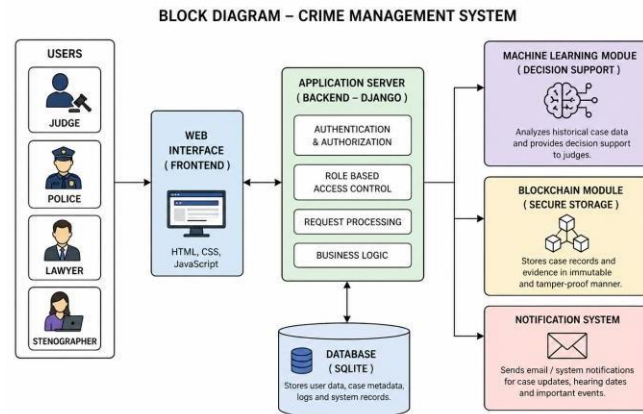 BLOCK DIAGRAM – CRIME MANAGEMENT SYSTEM
USERS
JUDGE
POLICE
LAWYER
STENOGRAPHER
WEB
INTERFACE
( FRONTEND )
HTML, CSS,
JavaScript
APPLICATION SERVER
( BACKEND – DJANGO )
AUTHENTICATION
& AUTHORIZATION
ROLE BASED
ACCESS CONTROL
REQUEST PROCESSING
BUSINESS LOGIC
DATABASE
( SQLITE )
Stores user data, case metadata,
logs and system records.
MACHINE LEARNING MODUE
( DECISION SUPPORT )
Analyzes historical case data
and provides decision support
to judges.
BLOCKCHAIN MODULE
( SECURE STORAGE )
Stores case records and
evidence in immutable
and tamper-proof manner.
NOTIFICATION SYSTEM
Sends email / system notifications
for case updates, hearing dates
and important events.